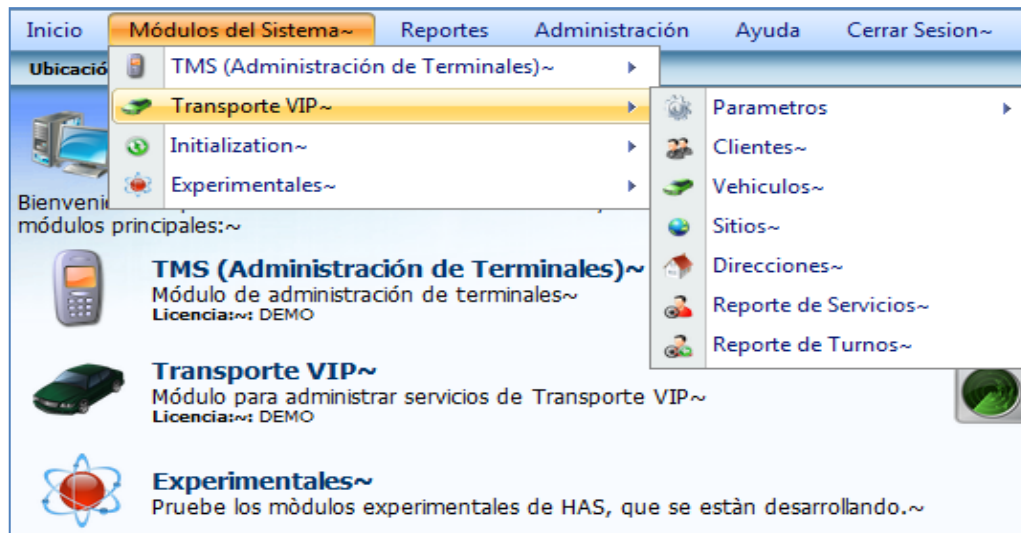 Inicio Módulos del Sistema~ Reportes Administración Ayuda Cerrar Sesion~
TMS (Administración de Terminales)~
Transporte VIP~
Initialization~
Experimentales~
Parametros
Clientes~
Vehiculos~
Sitios~
Direcciones~
Reporte de Servicios~
Reporte de Turnos~
módulos principales:~
TMS (Administración de Terminales)~
Módulo de administración de terminales~
Licencia:~: DEMO
Transporte VIP~
Módulo para administrar servicios de Transporte VIP~
Licencia:~: DEMO
Experimentales~
Pruebe los mòdulos experimentales de HAS, que se estàn desarrollando.~